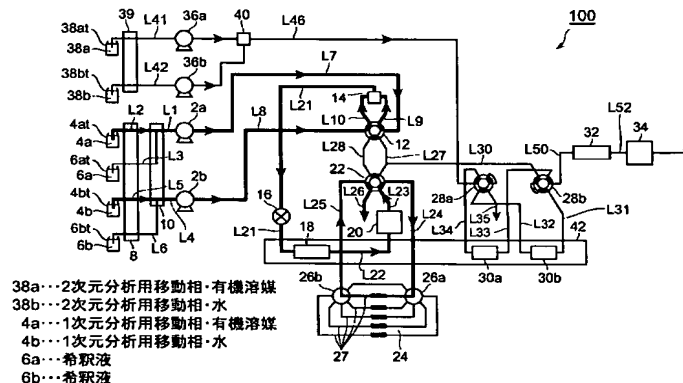 100
38at
39
L41
36a
40
L46
38a
38bt
L42
36b
38b
L7
L21
14
L2
L1
2a
L8
4at
4a
L10
L9
12
L3
6at
6a
L28
L27
L30
L50
32
L52
34
22
28a
28b
4bt
L5
2b
4b
L4
L26
L23
L25
L24
L35
L34
L33
L32
L31
6bt
6b
8
L6
10
16
20
L21
18
L22
42
30a
30b
26b
26a
27
24
38a…2次元分析用移動相・有機溶媒
38b…2次元分析用移動相・水
4a…1次元分析用移動相・有機溶媒
4b…1次元分析用移動相・水
6a…希釈液
6b…希釈液